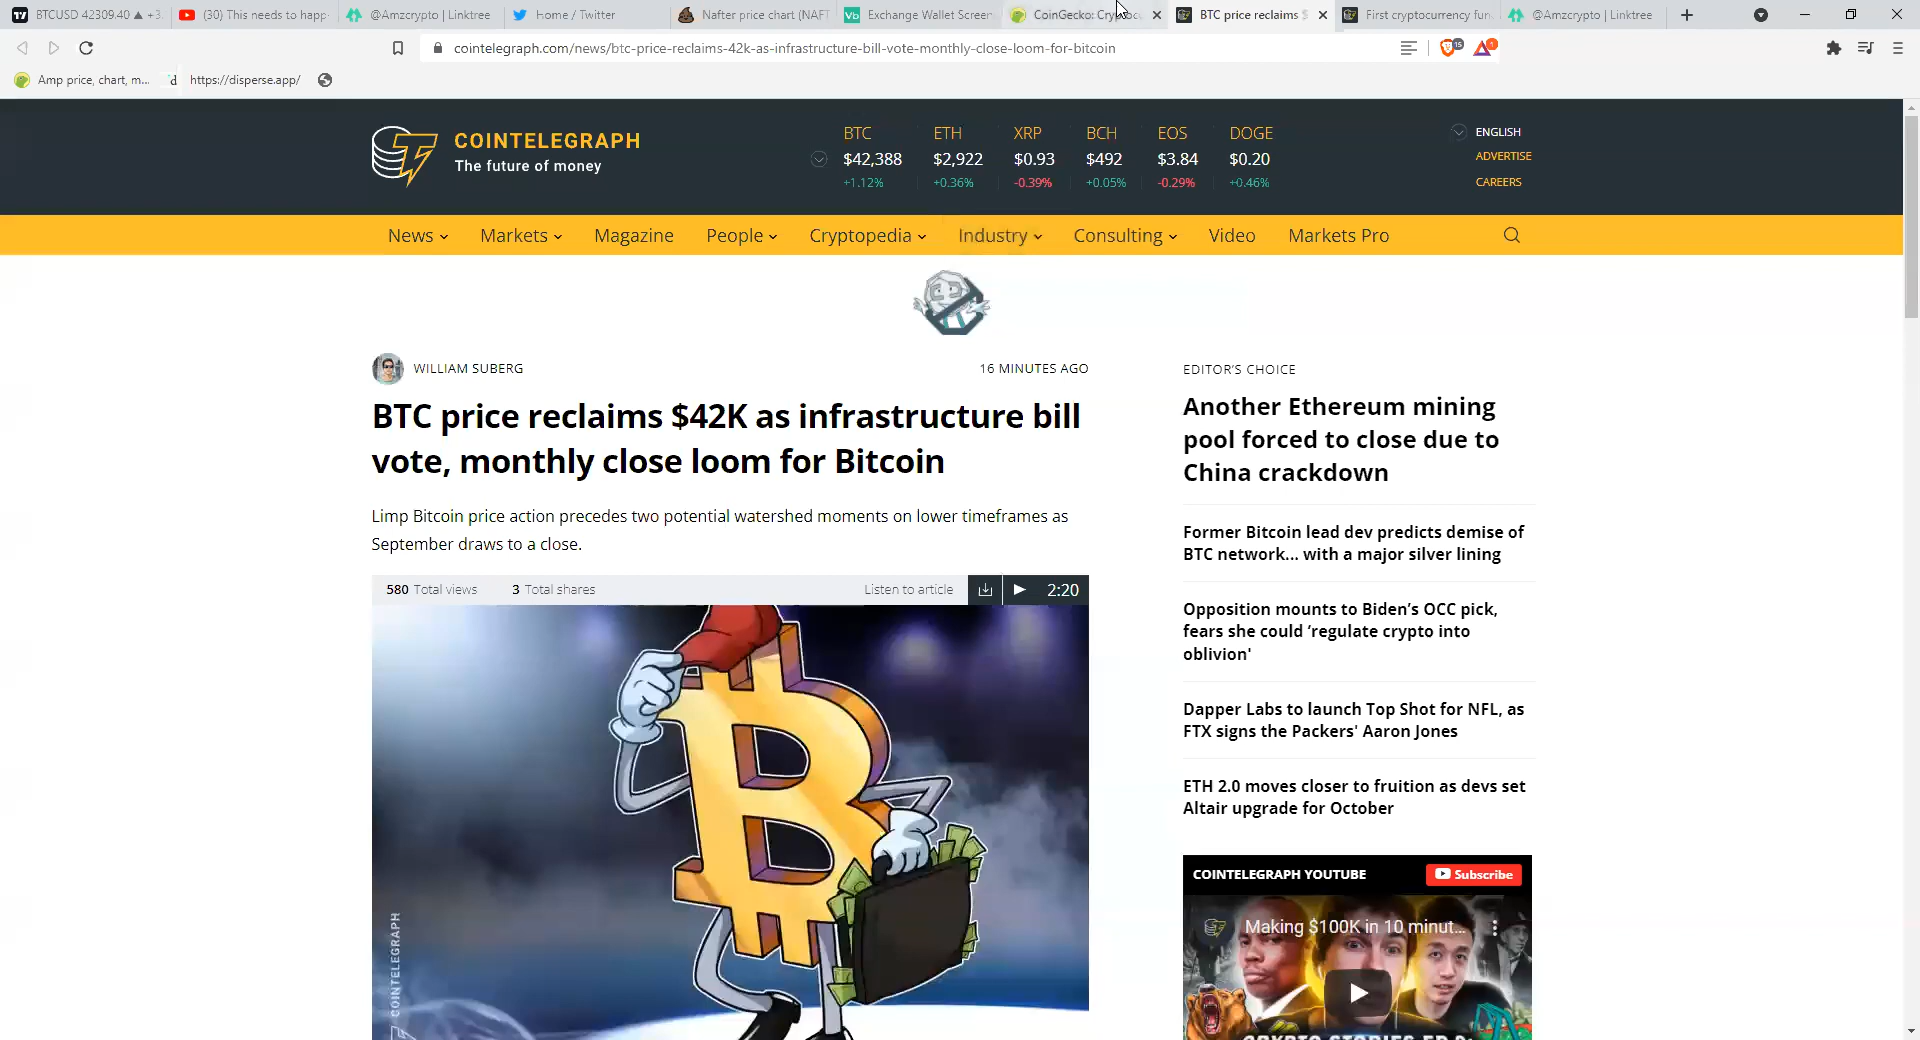 BTCUSD 42309.40 ▲ +3.
(30) This needs to happ
@Amzcrypto | Linktree
Home / Twitter
Nafter price chart (NAFT
Exchange Wallet Screen
CoinGecko: Cryptoc
BTC price reclaims $
First cryptocurrency fun
@Amzcrypto | Linktree
cointelegraph.com/news/btc-price-reclaims-42k-as-infrastructure-bill-vote-monthly-close-loom-for-bitcoin
15
1
Amp price, chart, m...
d https://disperse.app/
COINTELEGRAPH
The future of money
BTC ETH XRP BCH EOS DOGE
$42,388 $2,922 $0.93 $492 $3.84 $0.20
+1.12% +0.36% -0.39% +0.05% -0.29% +0.46%
ENGLISH
ADVERTISE
CAREERS
News Markets Magazine People Cryptopedia Industry Consulting Video Markets Pro
WILLIAM SUBERG
16 MINUTES AGO
BTC price reclaims $42K as infrastructure bill
vote, monthly close loom for Bitcoin
Limp Bitcoin price action precedes two potential watershed moments on lower timeframes as
September draws to a close.
580 Total views 3 Total shares
Listen to article 2:20
COINTELEGRAPH
EDITOR'S CHOICE
Another Ethereum mining
pool forced to close due to
China crackdown
Former Bitcoin lead dev predicts demise of
BTC network... with a major silver lining
Opposition mounts to Biden’s OCC pick,
fears she could ‘regulate crypto into
oblivion'
Dapper Labs to launch Top Shot for NFL, as
FTX signs the Packers' Aaron Jones
ETH 2.0 moves closer to fruition as devs set
Altair upgrade for October
COINTELEGRAPH YOUTUBE
Subscribe
Making $100K in 10 minut...
CRYPTO STORIES EP 9: